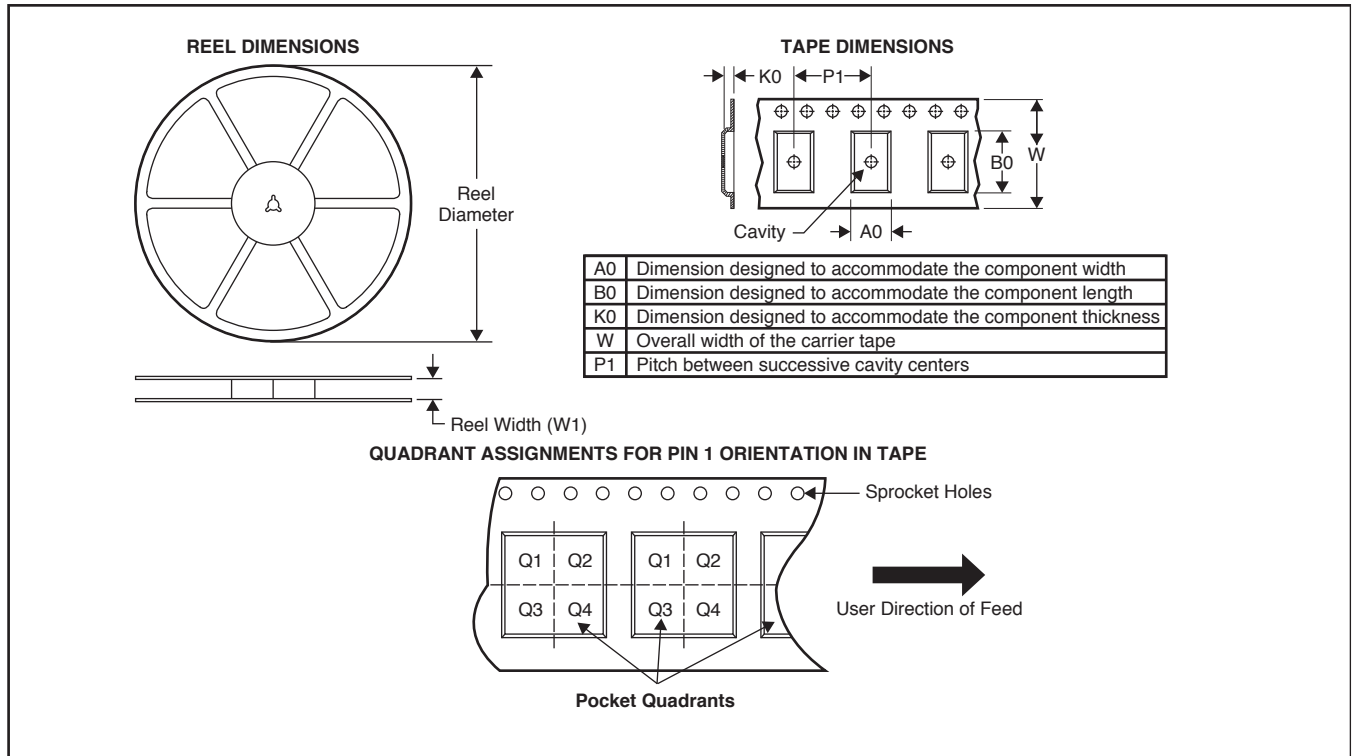 REEL DIMENSIONS
Reel
Diameter
Reel Width (W1)
TAPE DIMENSIONS
K0
P1
B0
W
Cavity
A0
A0 Dimension designed to accommodate the component width
B0 Dimension designed to accommodate the component length
K0 Dimension designed to accommodate the component thickness
W Overall width of the carrier tape
P1 Pitch between successive cavity centers
QUADRANT ASSIGNMENTS FOR PIN 1 ORIENTATION IN TAPE
Sprocket Holes
Q1 Q2 Q1 Q2
Q3 Q4 Q3 Q4
User Direction of Feed
Pocket Quadrants